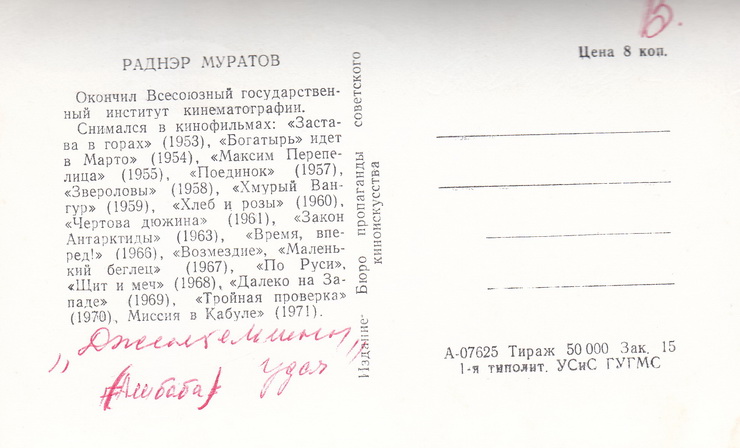 В.
Цена 8 коп.
РАДНЭР МУРАТОВ
Окончил Всесоюзный государствен-
ный институт кинематографии.
Снимался в кинофильмах: «Заста-
ва в горах» (1953), «Богатырь» идет
в Марто» (1954), «Максим Перепе-
лица» (1955), «Поединок» (1957),
«Звероловы» (1958), «Хмурый Ван-
гур» (1959), «Хлеб и розы» (1960),
«Чертова дюжина» (1961), «Закон
Антарктиды» (1963), «Время, впе-
ред!» (1966), «Возмездие», «Малень-
кий беглец» (1967), «По Руси»,
«Щит и меч» (1968), «Далеко на За-
паде» (1969), «Тройная проверка»
(1970), Миссия в Кабуле» (1971).
„Джентельмены
удач"
(Алибаба)
Издание Бюро пропаганды советского
киноискусства
А-07625 Тираж 50 000 Зак. 15
1-я типолит. УСиС ГУГМС